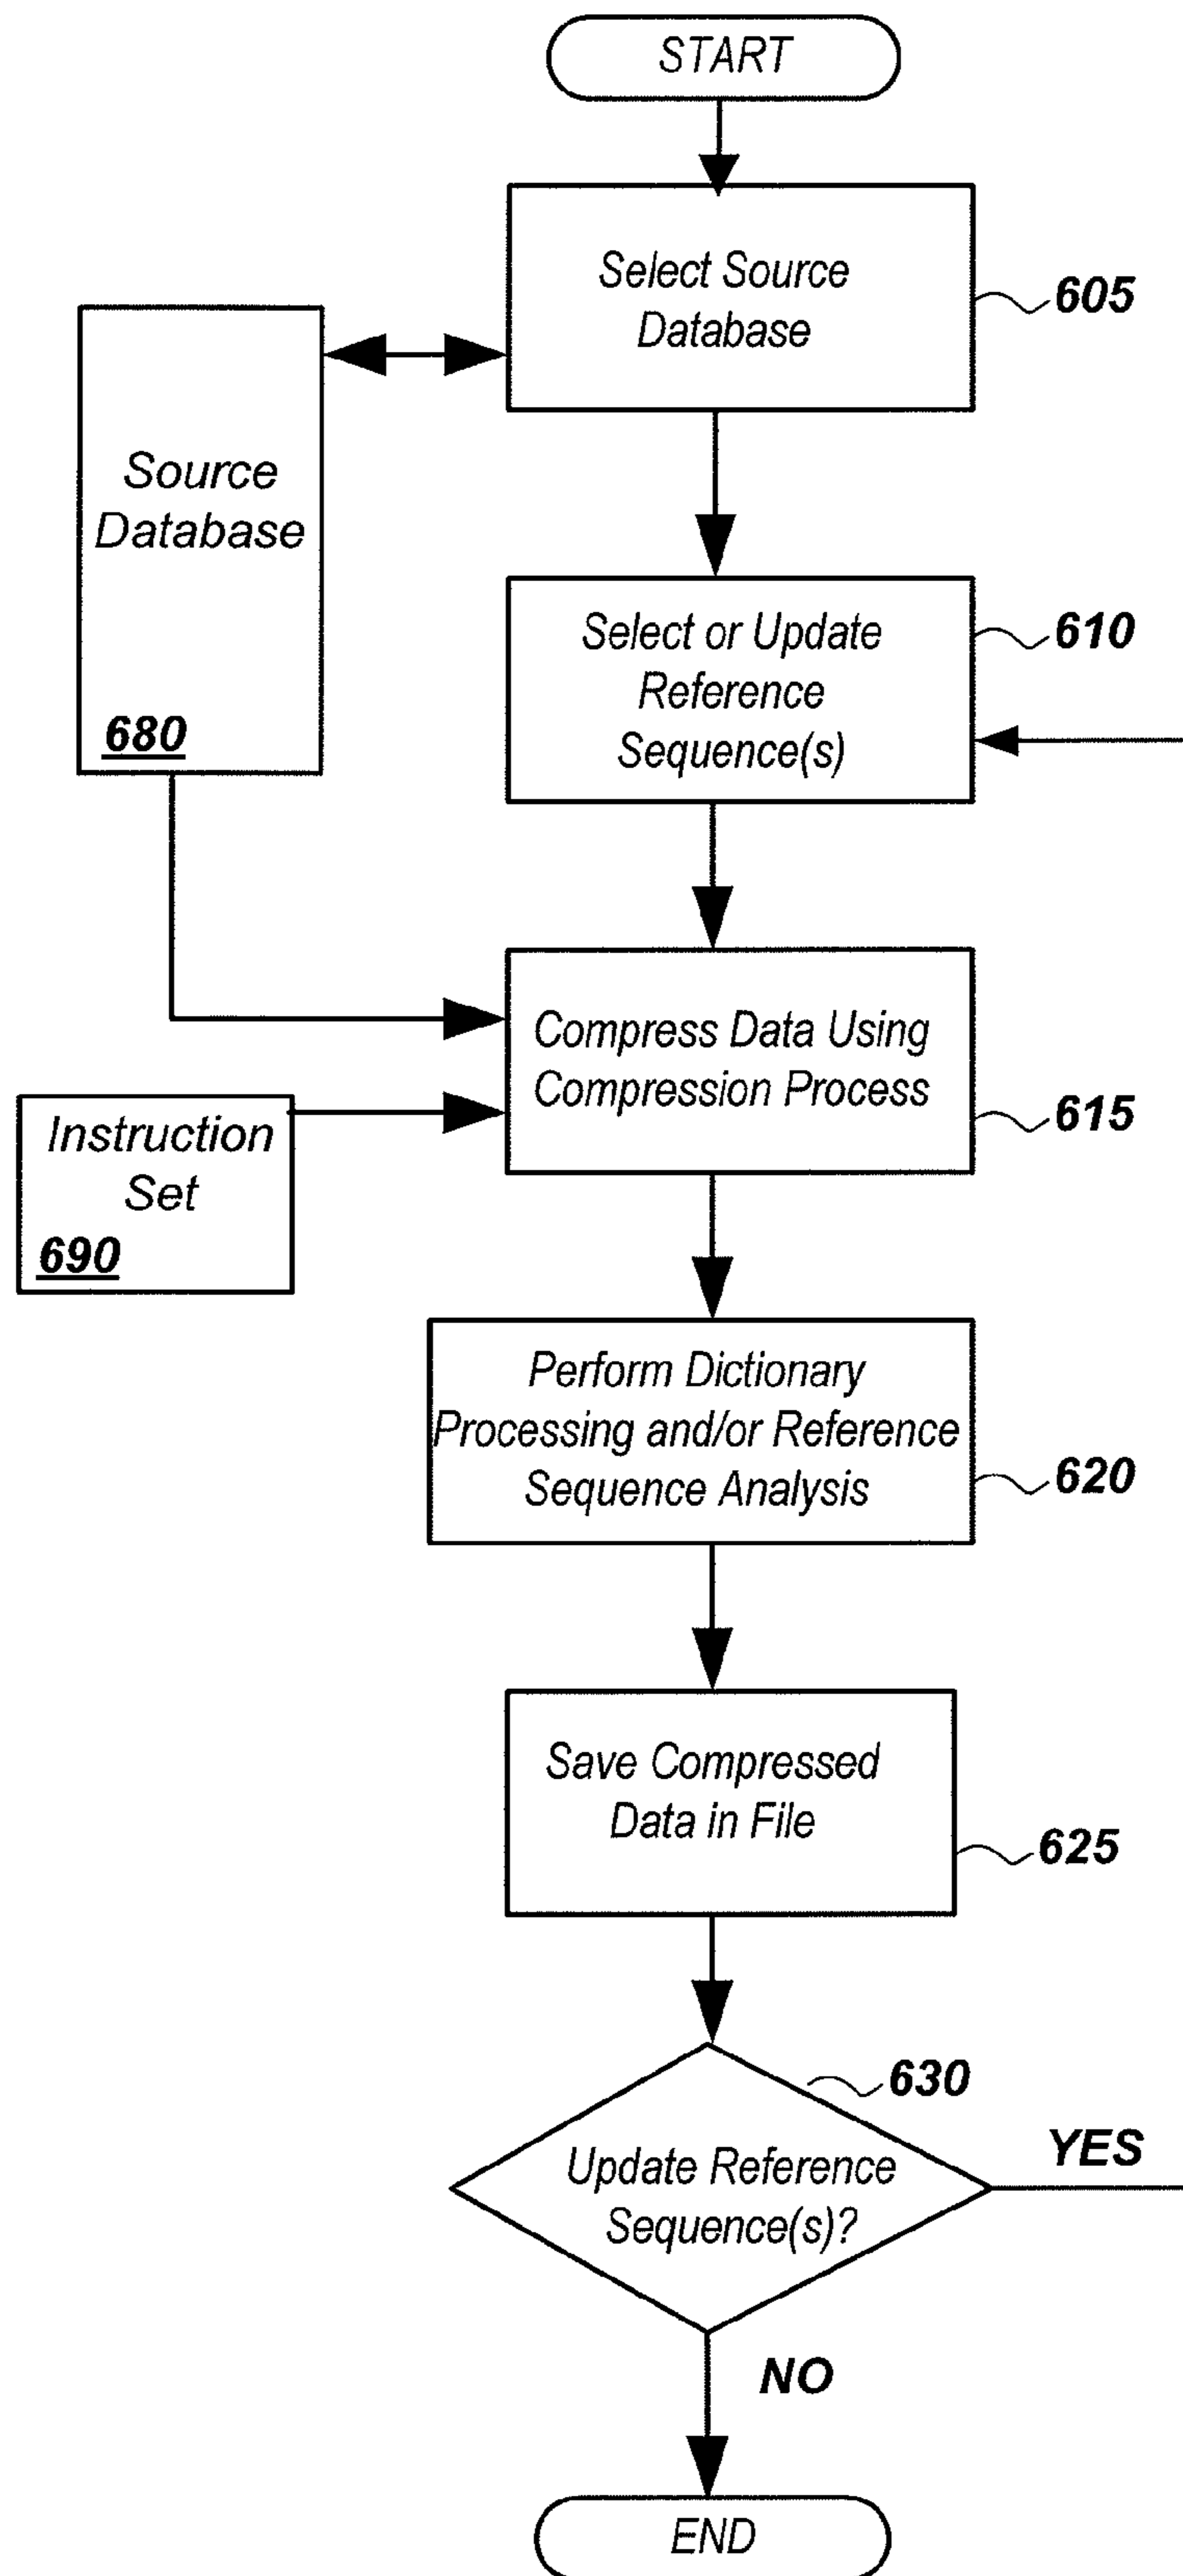 START
Select Source
Database
605
Source
Database
680
Select or Update
Reference
Sequence(s)
610
Compress Data Using
Compression Process
615
Instruction
Set
690
Perform Dictionary
Processing and/or Reference
Sequence Analysis
620
Save Compressed
Data in File
625
630
Update Reference
Sequence(s)?
YES
NO
END